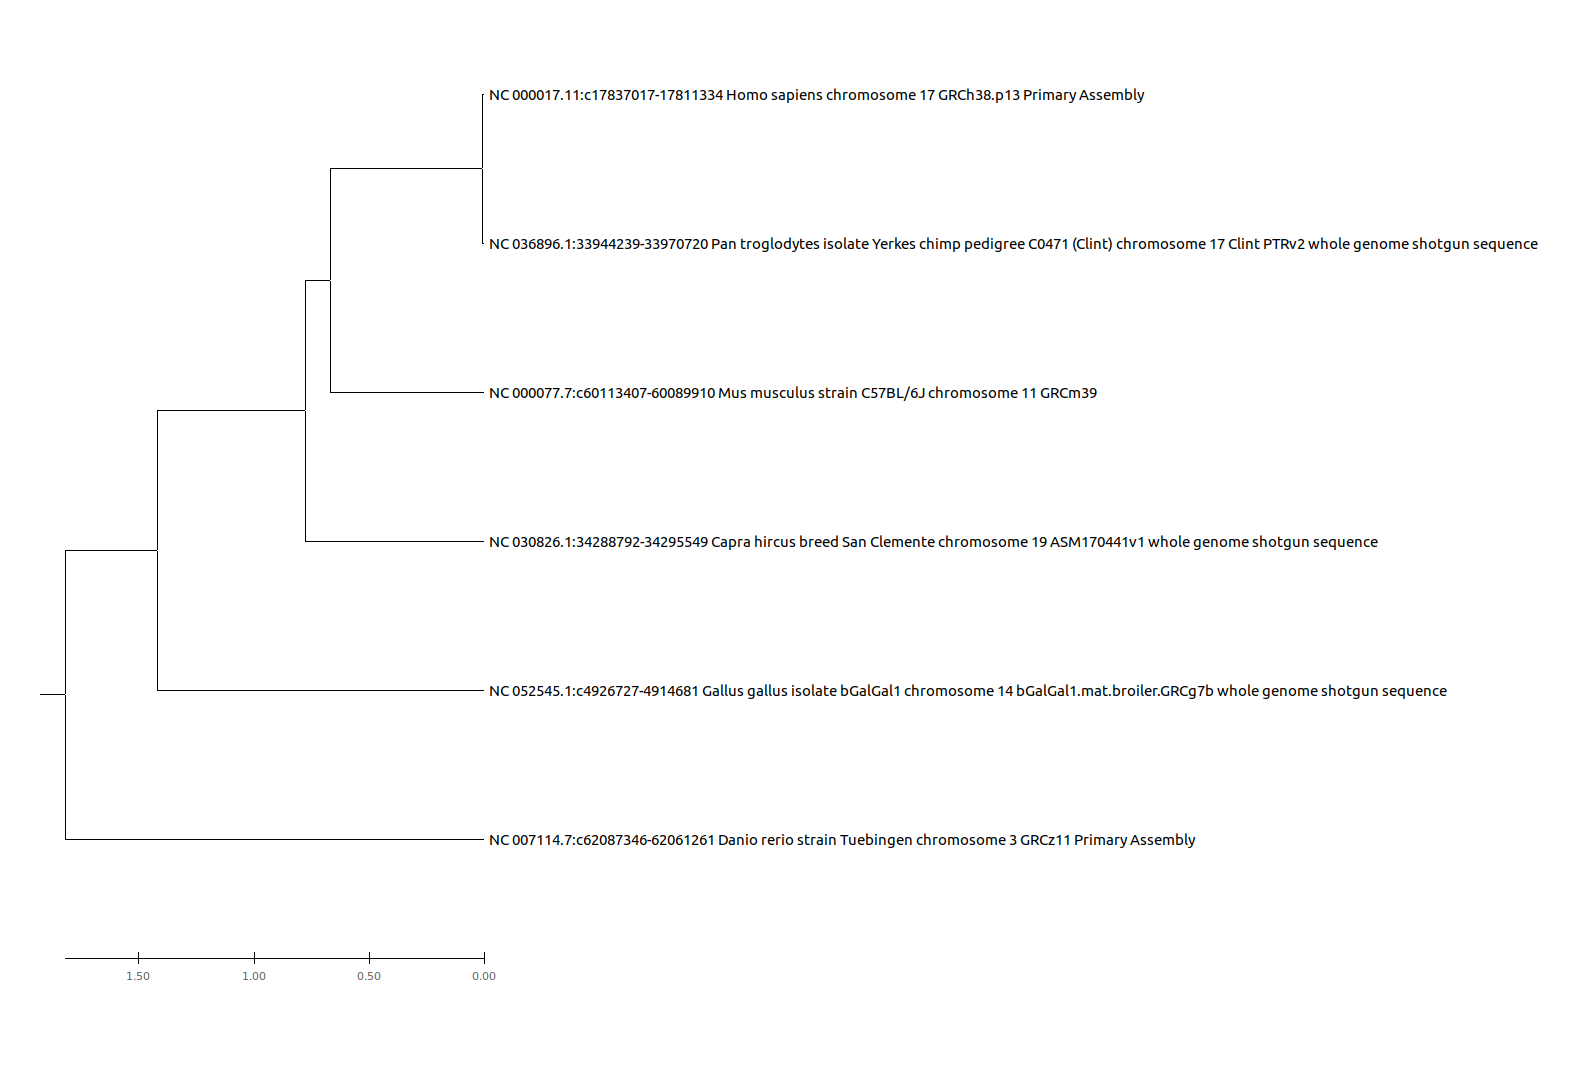 NC 000017.11:c17837017-17811334 Homo sapiens chromosome 17 GRCh38.p13 Primary Assembly
NC 036896.1:33944239-33970720 Pan troglodytes isolate Yerkes chimp pedigree C0471 (Clint) chromosome 17 Clint PTRv2 whole genome shotgun sequence
NC 000077.7:c60113407-60089910 Mus musculus strain C57BL/6J chromosome 11 GRCm39
NC 030826.1:34288792-34295549 Capra hircus breed San Clemente chromosome 19 ASM170441v1 whole genome shotgun sequence
NC 052545.1:c4926727-4914681 Gallus gallus isolate bGalGal1 chromosome 14 bGalGal1.mat.broiler.GRCg7b whole genome shotgun sequence
NC 007114.7:c62087346-62061261 Danio rerio strain Tuebingen chromosome 3 GRCz11 Primary Assembly
1.50 1.00 0.50 0.00